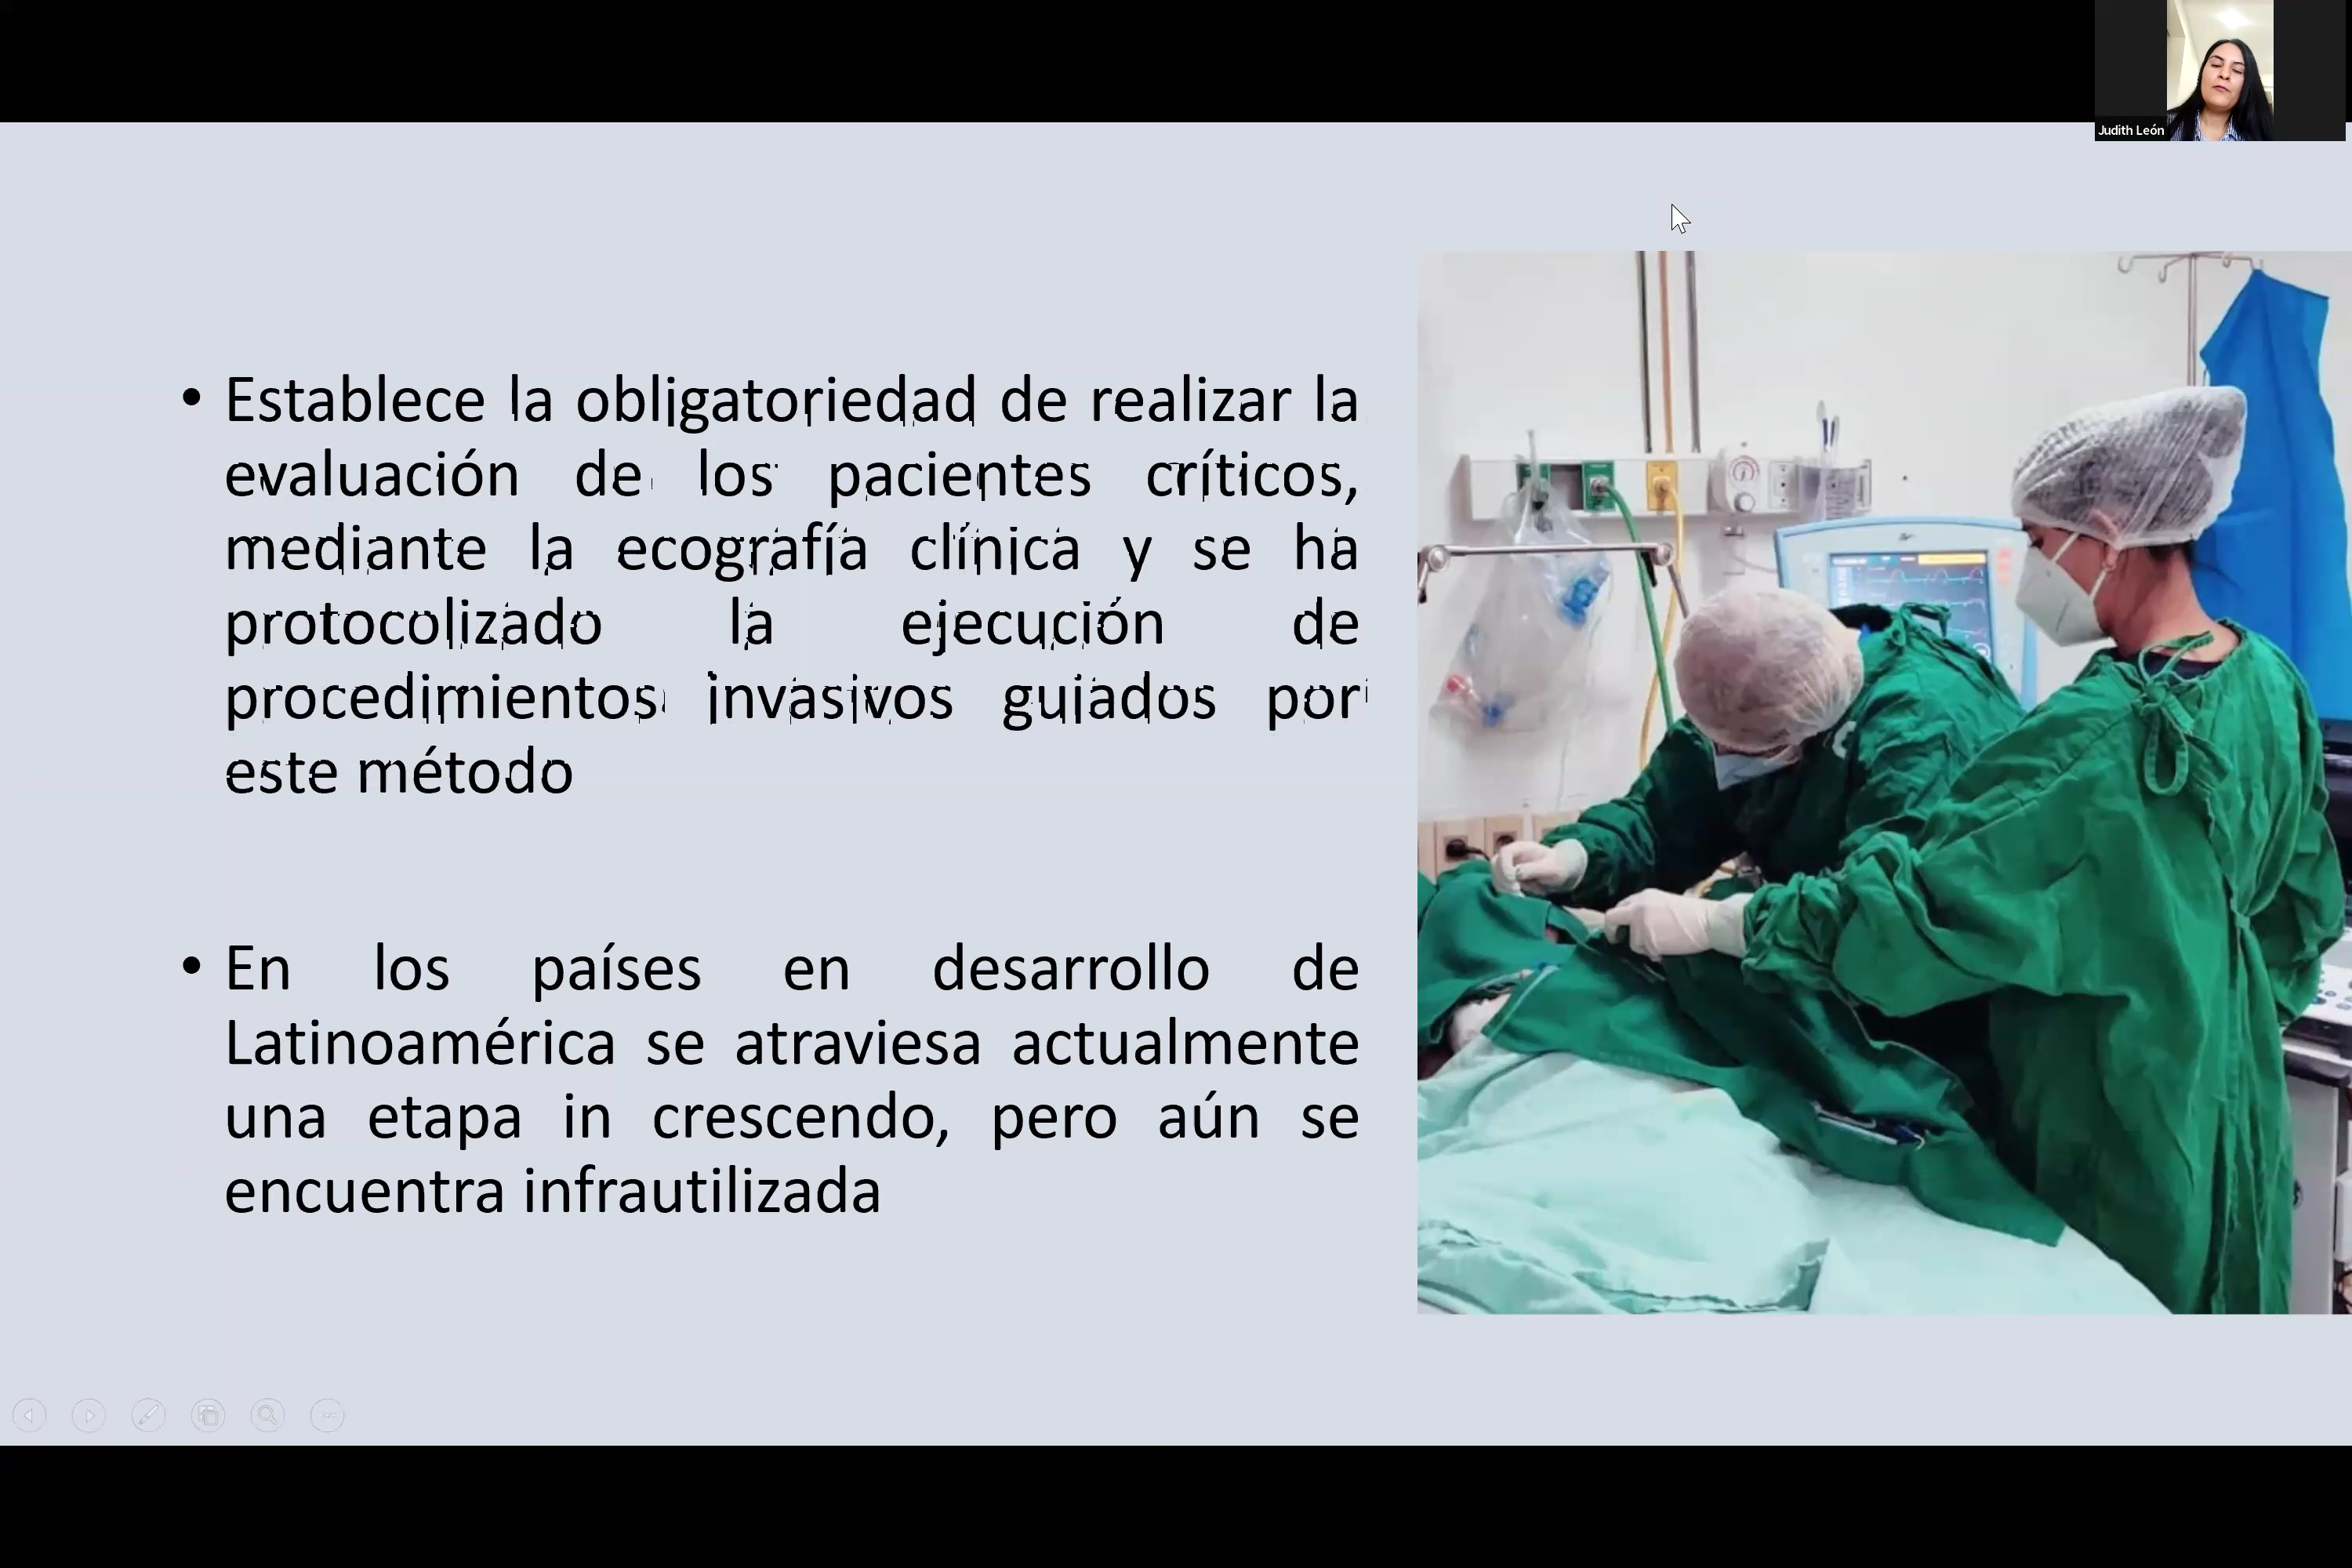 Judith León
• Establece la obligatoriedad de realizar la
evaluación de los pacientes críticos,
mediante la ecografía clínica y se ha
protocolizado la ejecución de
procedimientos invasivos guiados por
este método
• En los países en desarrollo de
Latinoamérica se atraviesa actualmente
una etapa in crescendo, pero aún se
encuentra infrautilizada